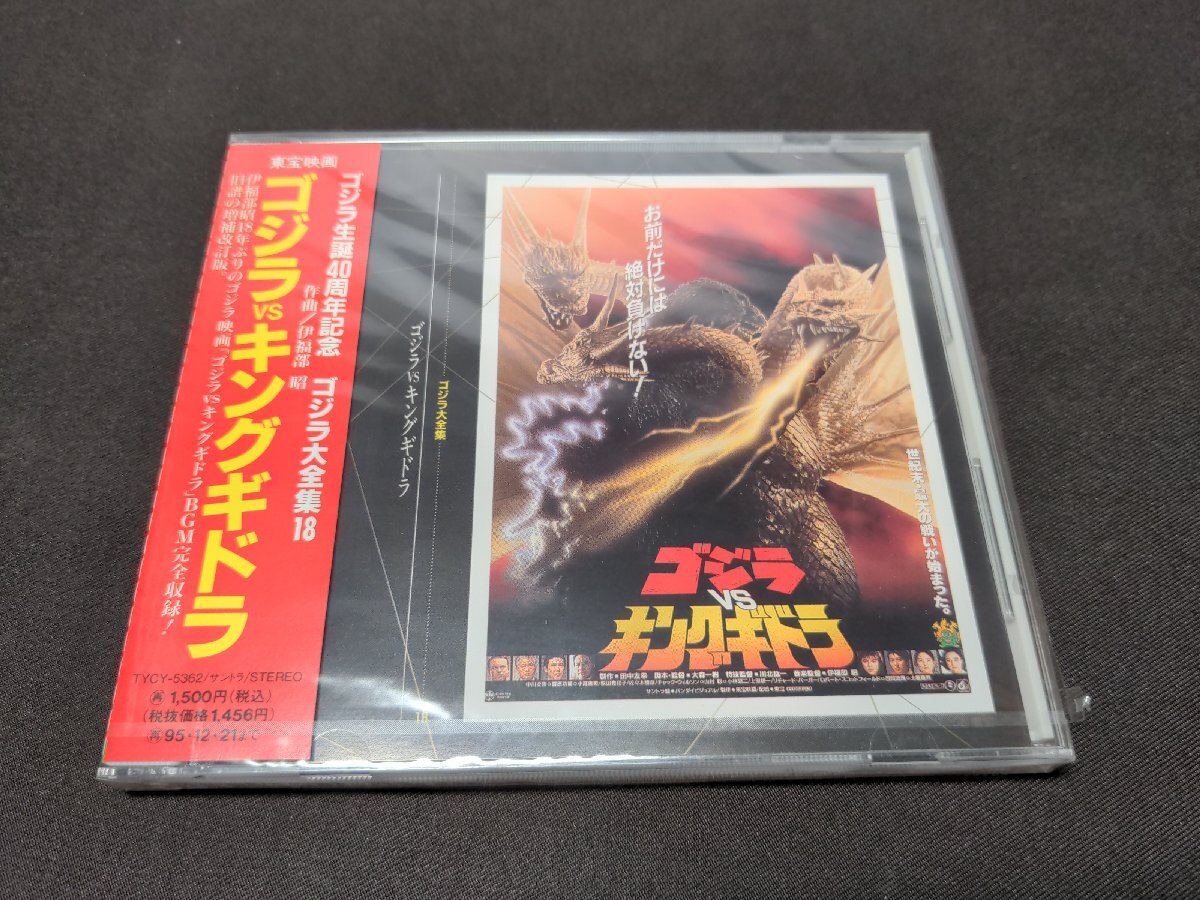 東宝映画
ゴジラ生誕40周年記念 ゴジラ大全集18
作曲/伊福部 昭
ゴジラvsキングギドラ
伊福部昭18年ぶりのゴジラ映画「ゴジラvsキングギドラ」BGM完全収録!
旧譜の増補改訂版。
TYCY-5362/サントラ/STEREO
1,500円(税込)
(税抜価格1,456円)
再95・12・21まで
ゴジラ大全集
ゴジラvsキングギドラ
18
お前だけには
絶対負けない!
世紀末最大の戦いが始まった。
ゴジラ
VS
キングギドラ